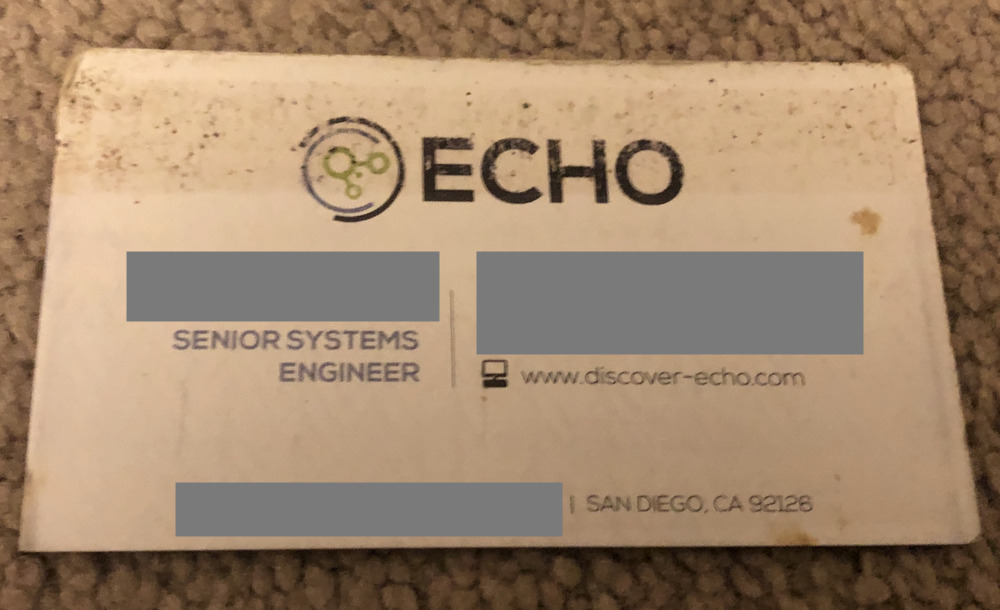 ECHO
SENIOR SYSTEMS
ENGINEER
www.discover-echo.com
| SAN DIEGO, CA 92126